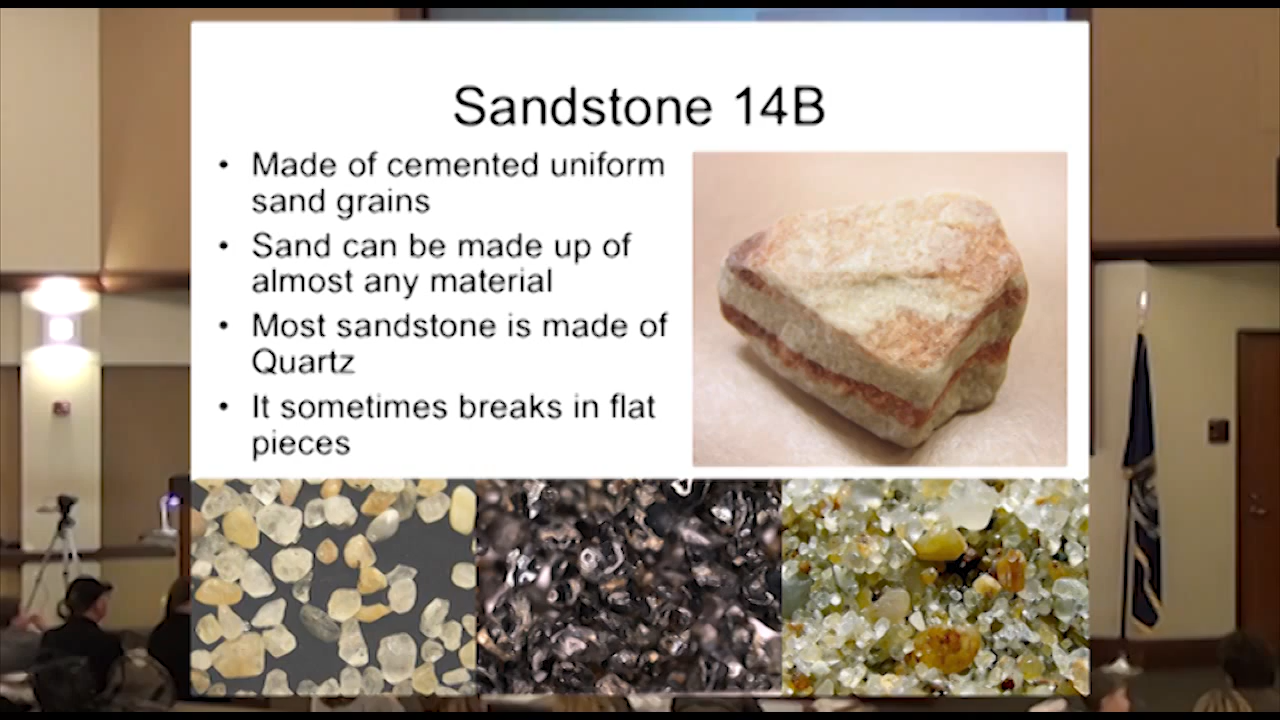 Sandstone 14B
• Made of cemented uniform
sand grains
• Sand can be made up of
almost any material
• Most sandstone is made of
Quartz
• It sometimes breaks in flat
pieces